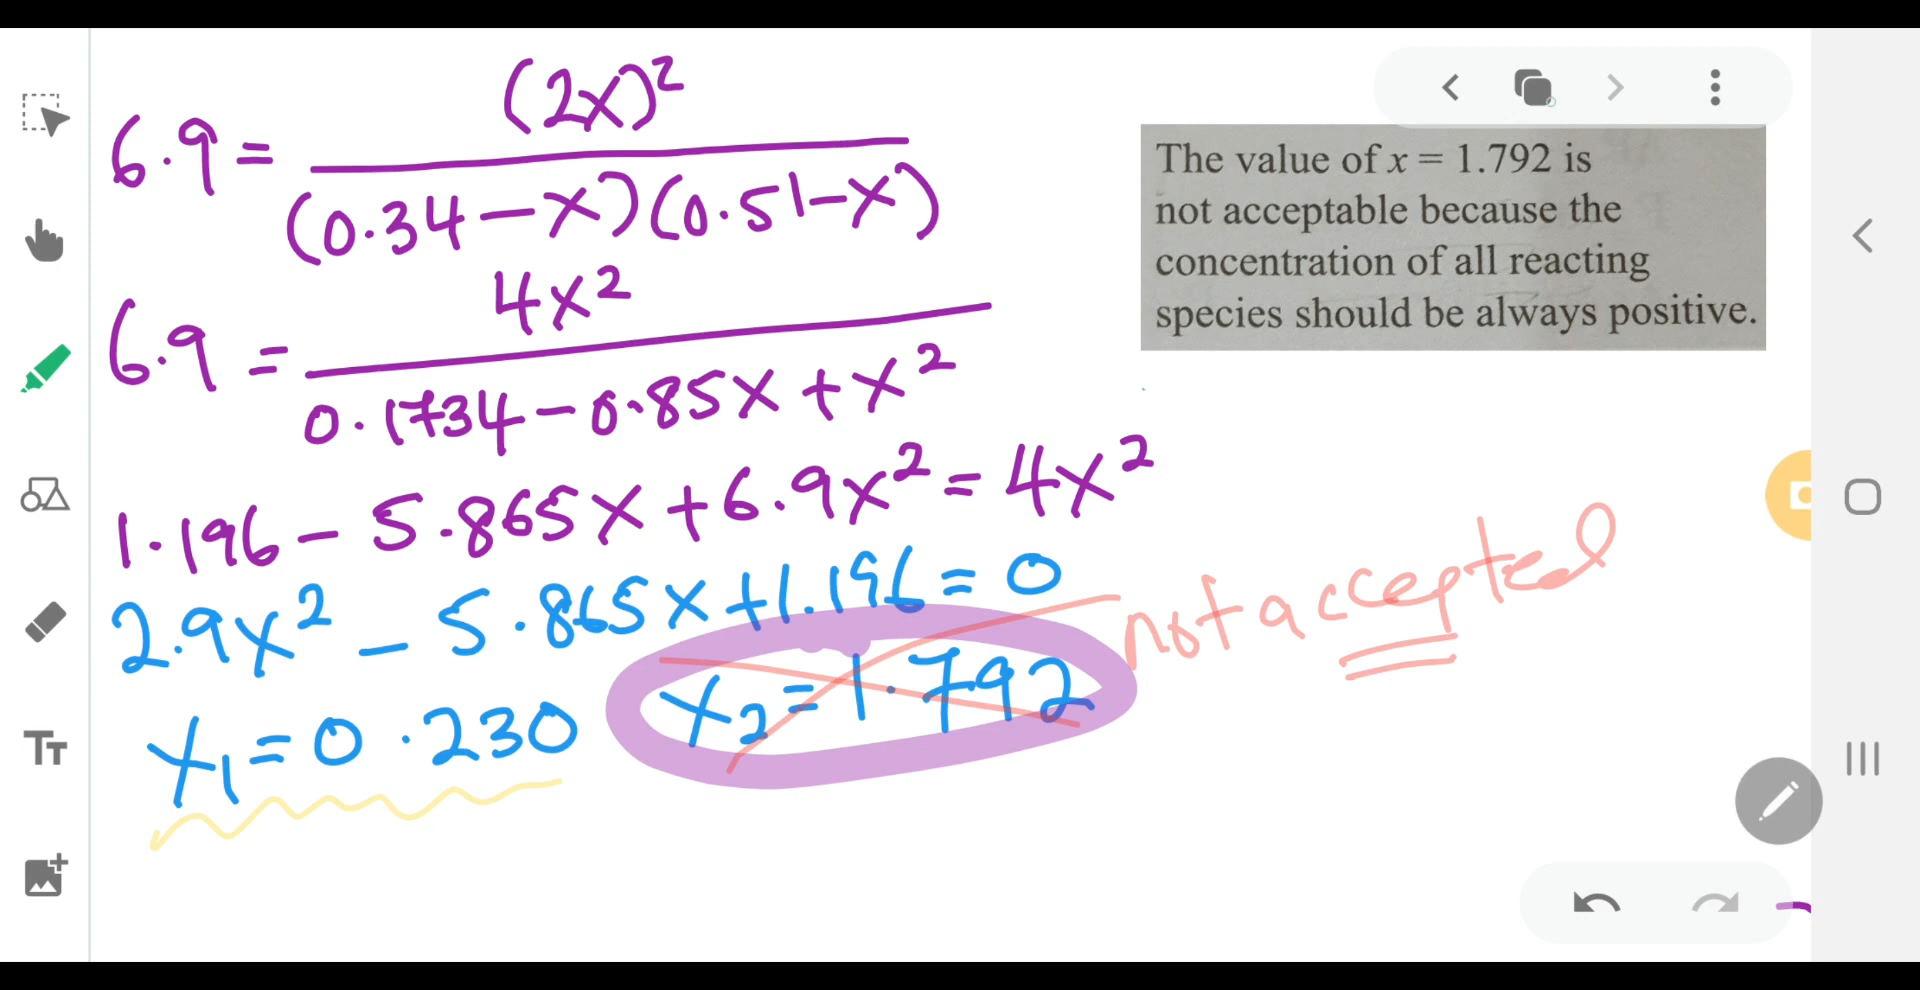 6.9 = (2x)²
(0.34-x)(0.51-x)
6.9 = 4x²
0.1734-0.85x+x²
1.196-5.865x+6.9x²=4x²
2.9x²-5.865x+1.196=0
x₁=0.230 x₂=1.792
not accepted
The value of x = 1.792 is
not acceptable because the
concentration of all reacting
species should be always positive.
TT